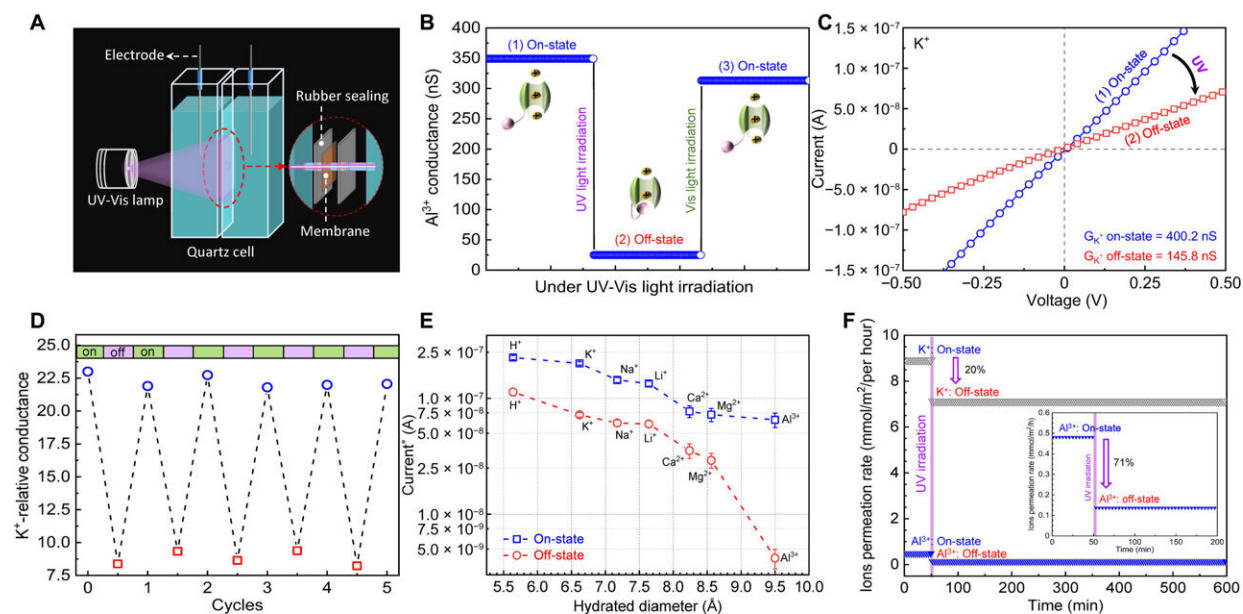 A
Electrode
Rubber sealing
UV-Vis lamp
Membrane
Quartz cell
B
Al³⁺ conductance (nS)
400
350
300
250
200
150
100
50
0
(1) On-state
(3) On-state
UV light irradiation
Vis light irradiation
(2) Off-state
Under UV-Vis light irradiation
C
Current (A)
1.5 × 10⁻⁷
1.0 × 10⁻⁷
5.0 × 10⁻⁸
0
−5.0 × 10⁻⁸
−1.0 × 10⁻⁷
−1.5 × 10⁻⁷
K⁺
(1) On-state
UV
(2) Off-state
G_K⁺ on-state = 400.2 nS
G_K⁺ off-state = 145.8 nS
−0.50 −0.25 0 0.25 0.50
Voltage (V)
D
K⁺-relative conductance
25.0
22.5
20.0
17.5
15.0
12.5
10.0
7.5
on off on
0 1 2 3 4 5
Cycles
E
Current* (A)
2.5 × 10⁻⁷
1.0 × 10⁻⁷
7.5 × 10⁻⁸
5.0 × 10⁻⁸
2.5 × 10⁻⁸
1.0 × 10⁻⁸
7.5 × 10⁻⁹
5.0 × 10⁻⁹
H⁺
K⁺
Na⁺
Li⁺
Ca²⁺
Mg²⁺
Al³⁺
H⁺
K⁺
Na⁺
Li⁺
Ca²⁺
Mg²⁺
Al³⁺
On-state
Off-state
5.5 6.0 6.5 7.0 7.5 8.0 8.5 9.0 9.5 10.0
Hydrated diameter (Å)
F
Ions permeation rate (mmol/m²/per hour)
10
8
6
4
2
0
K⁺: On-state
20%
K⁺: Off-state
UV irradiation
Al³⁺: On-state
Al³⁺: Off-state
Ions permeation rate (mmol/m²/h)
0.6
0.5
0.4
0.3
0.2
0.1
0
Al³⁺: On-state
UV irradiation
71%
Al³⁺: off-state
0 50 100 150 200
Time (min)
0 100 200 300 400 500 600
Time (min)